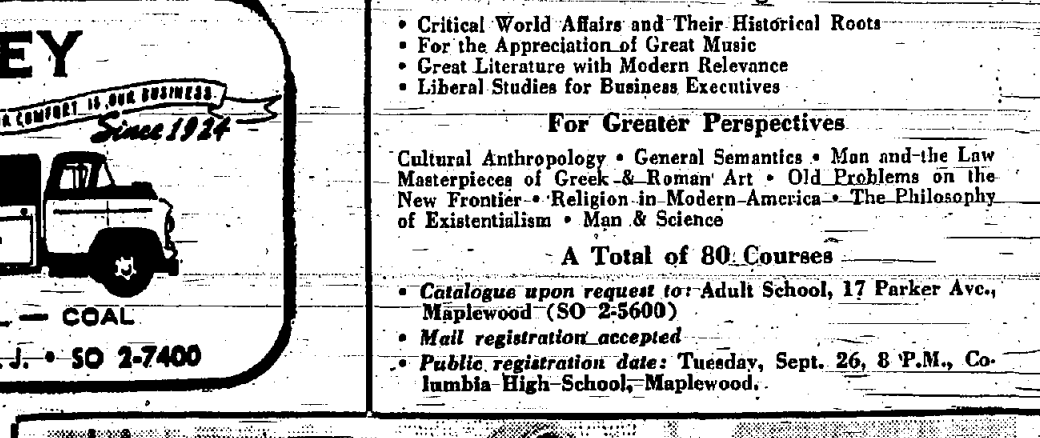 EY
COMFORT IS OUR BUSINESS
Since 1924
— COAL
J. • SO 2-7400
• Critical World Affairs and Their Historical Roots
• For the Appreciation of Great Music
• Great Literature with Modern Relevance
• Liberal Studies for Business Executives
For Greater Perspectives
Cultural Anthropology • General Semantics • Man and the Law
Masterpieces of Greek & Roman Art • Old Problems on the
New Frontier • Religion in Modern America • The Philosophy
of Existentialism • Man & Science
A Total of 80 Courses
• Catalogue upon request to: Adult School, 17 Parker Ave.,
Maplewood (SO 2-5600)
• Mail registration accepted
• Public registration date: Tuesday, Sept. 26, 8 P.M., Co-
lumbia High School, Maplewood.